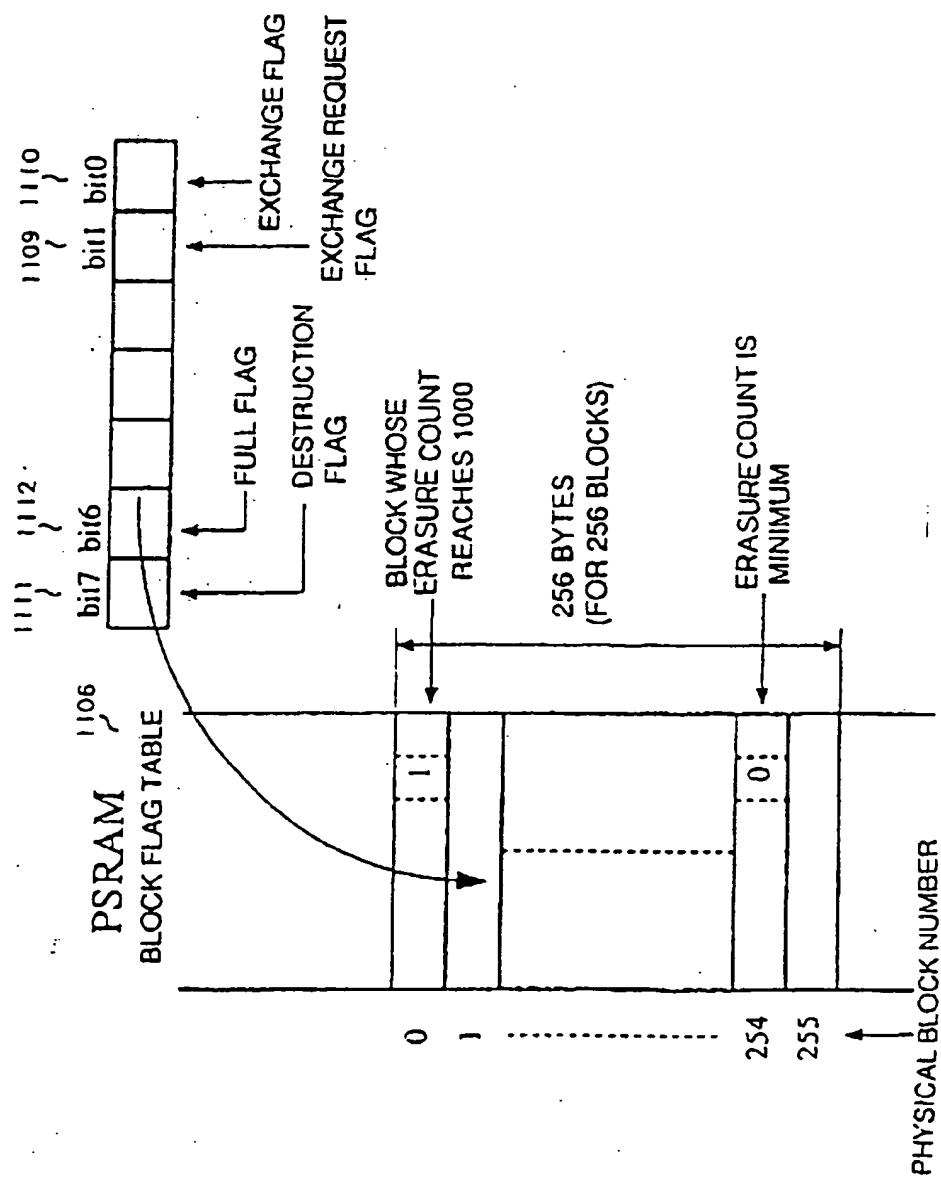 PSRAM
1106
BLOCK FLAG TABLE
1111
1112
1109
1110
bit7
bit6
bit1
bit0
FULL FLAG
DESTRUCTION
FLAG
EXCHANGE FLAG
EXCHANGE REQUEST
FLAG
0
1
BLOCK WHOSE
ERASURE COUNT
REACHES 1000
1
256 BYTES
(FOR 256 BLOCKS)
254
0
ERASURE COUNT IS
MINIMUM
255
PHYSICAL BLOCK NUMBER